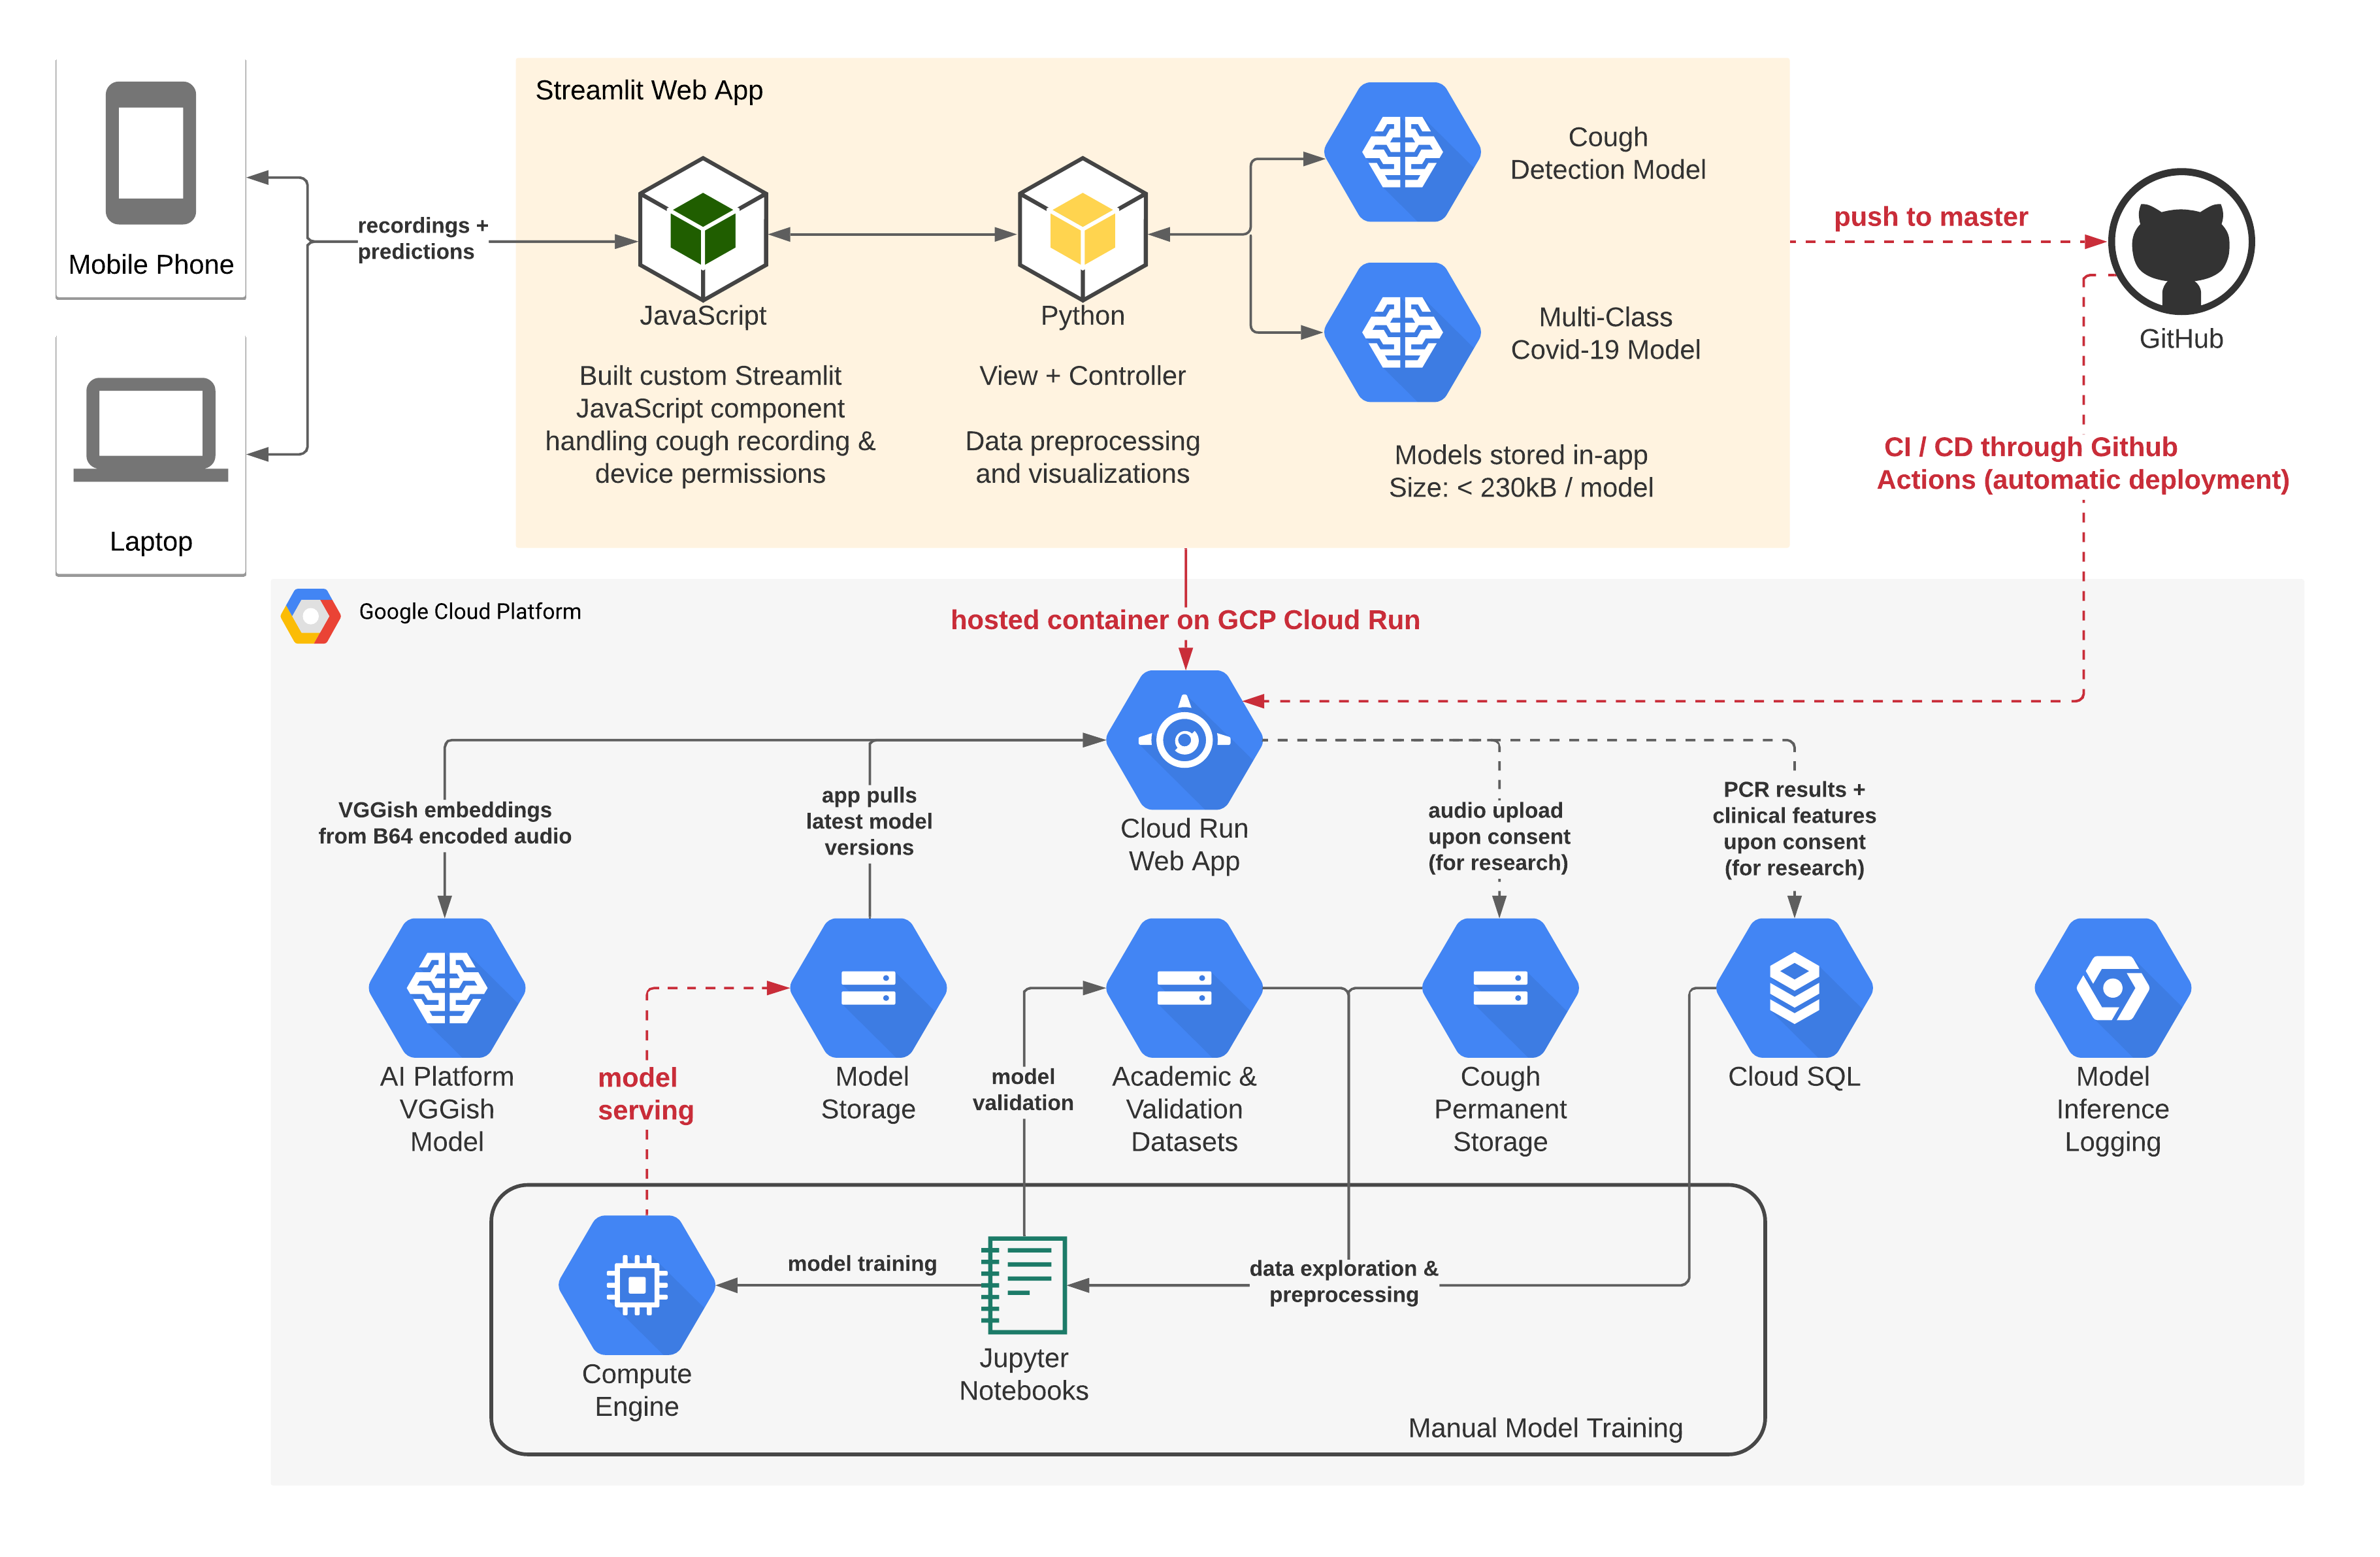 Streamlit Web App
Mobile Phone
Laptop
recordings +
predictions
JavaScript
Built custom Streamlit
JavaScript component
handling cough recording &
device permissions
Python
View + Controller
Data preprocessing
and visualizations
Cough
Detection Model
Multi-Class
Covid-19 Model
Models stored in-app
Size: < 230kB / model
push to master
GitHub
CI / CD through Github
Actions (automatic deployment)
Google Cloud Platform
hosted container on GCP Cloud Run
Cloud Run
Web App
VGGish embeddings
from B64 encoded audio
app pulls
latest model
versions
audio upload
upon consent
(for research)
PCR results +
clinical features
upon consent
(for research)
AI Platform
VGGish
Model
model
serving
Model
Storage
model
validation
Academic &
Validation
Datasets
Cough
Permanent
Storage
Cloud SQL
Model
Inference
Logging
Compute
Engine
model training
Jupyter
Notebooks
data exploration &
preprocessing
Manual Model Training